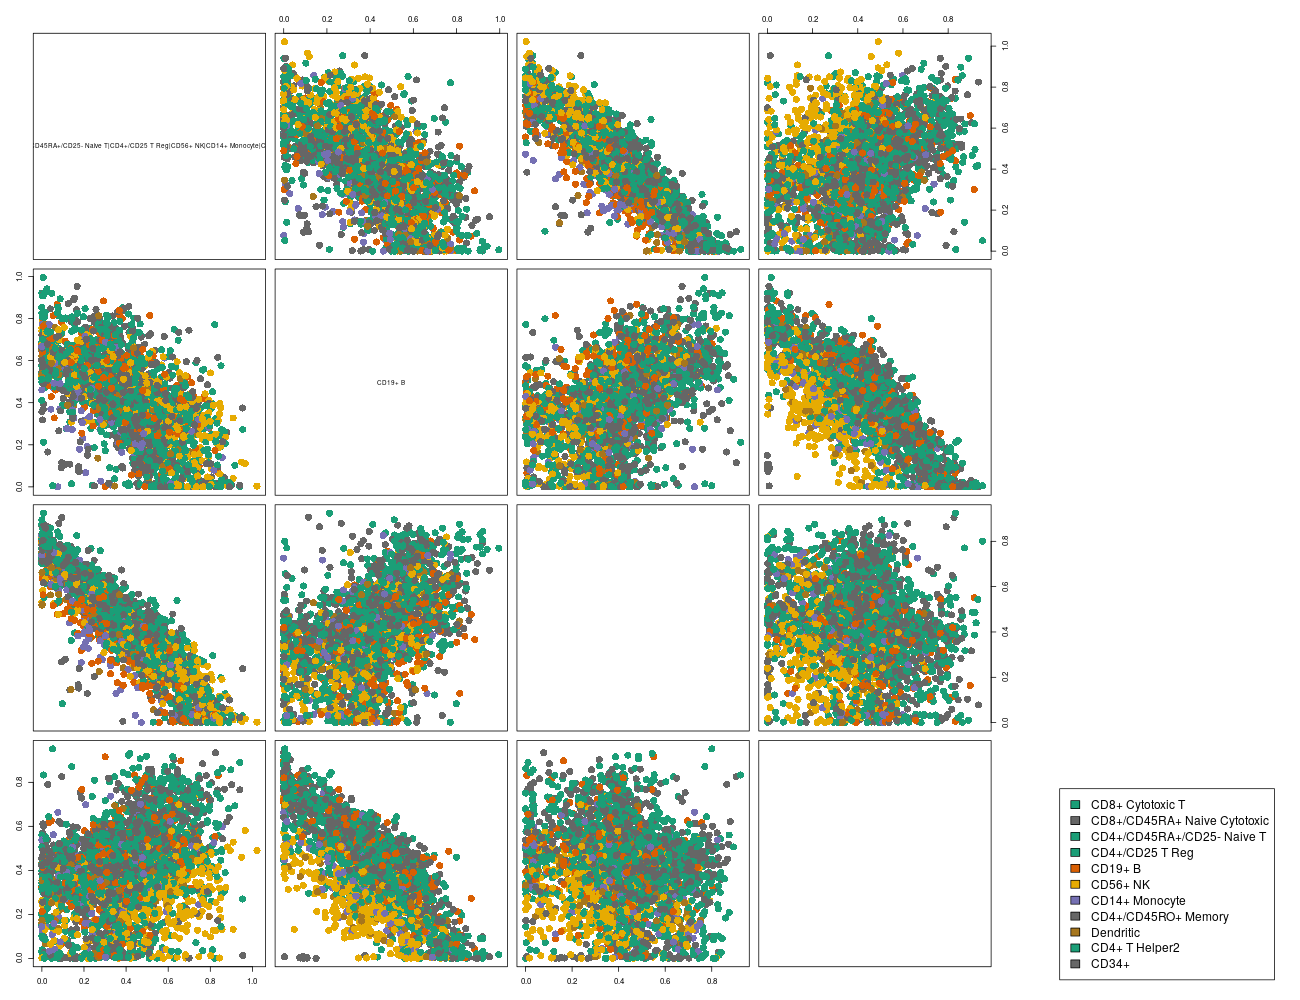 0.0 0.2 0.4 0.6 0.8 1.0
0.0 0.2 0.4 0.6 0.8
D45RA+/CD25- Naive T|CD4+/CD25 T Reg|CD56+ NK|CD14+ Monocyte|C
0.0 0.2 0.4 0.6 0.8 1.0
CD19+ B
0.0 0.2 0.4 0.6 0.8 1.0
0.0 0.2 0.4 0.6 0.8
0.0 0.2 0.4 0.6 0.8
0.0 0.2 0.4 0.6 0.8 1.0
0.0 0.2 0.4 0.6 0.8
CD8+ Cytotoxic T
CD8+/CD45RA+ Naive Cytotoxic
CD4+/CD45RA+/CD25- Naive T
CD4+/CD25 T Reg
CD19+ B
CD56+ NK
CD14+ Monocyte
CD4+/CD45RO+ Memory
Dendritic
CD4+ T Helper2
CD34+